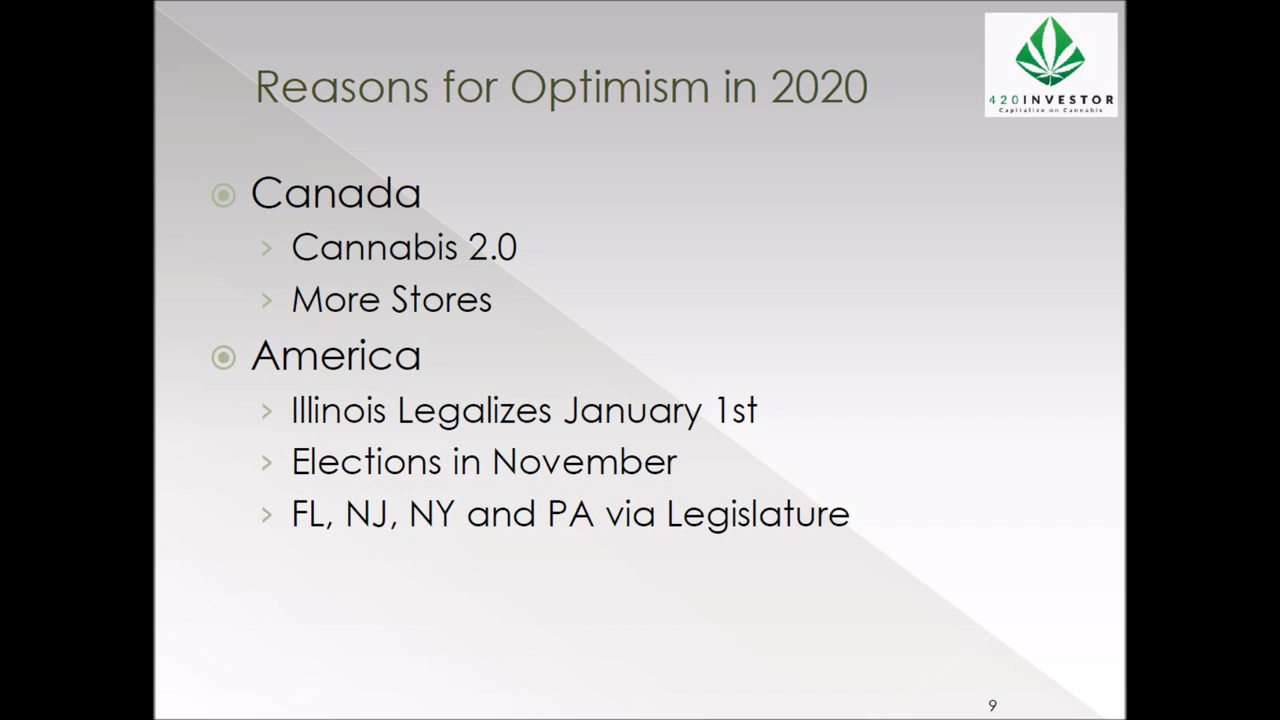 Reasons for Optimism in 2020
420INVESTOR
Capitalize on Cannabis
Canada
Cannabis 2.0
More Stores
America
Illinois Legalizes January 1st
Elections in November
FL, NJ, NY and PA via Legislature
9